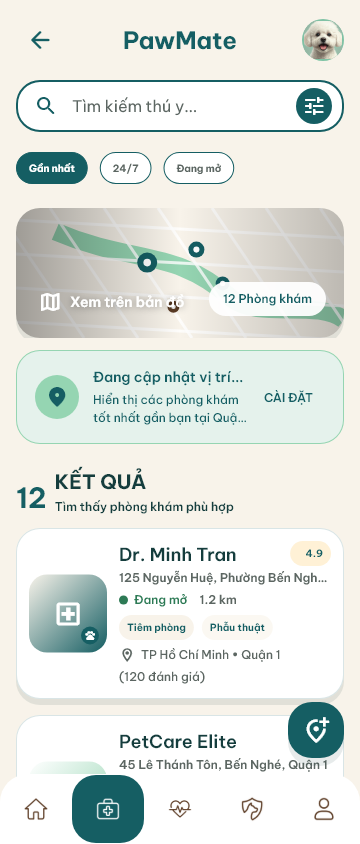 PawMate
Tìm kiếm thú y...
Gần nhất
24/7
Đang mở
Xem trên bản đồ
12 Phòng khám
Đang cập nhật vị trí...
Hiển thị các phòng khám
tốt nhất gần bạn tại Quậ...
CÀI ĐẶT
12
KẾT QUẢ
Tìm thấy phòng khám phù hợp
Dr. Minh Tran
4.9
125 Nguyễn Huệ, Phường Bến Ngh...
Đang mở
1.2 km
Tiêm phòng
Phẫu thuật
TP Hồ Chí Minh • Quận 1
(120 đánh giá)
PetCare Elite
45 Lê Thánh Tôn, Bến Nghé, Quận 1